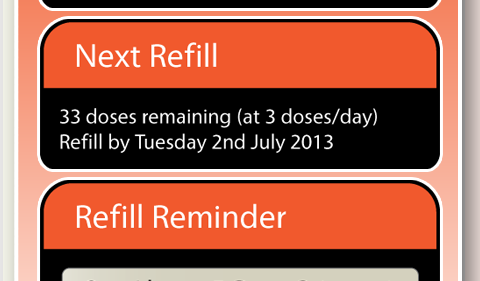 Next Refill
33 doses remaining (at 3 doses/day)
Refill by Tuesday 2nd July 2013
Refill Reminder